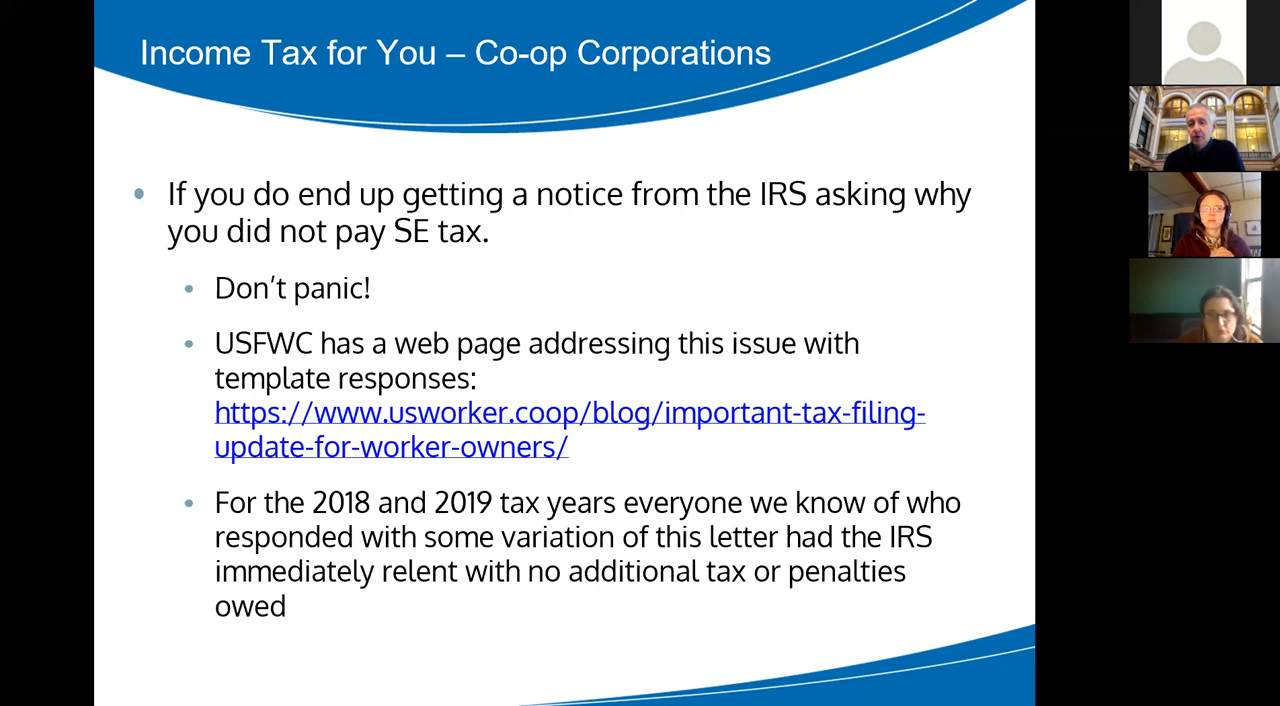 Income Tax for You – Co-op Corporations
• If you do end up getting a notice from the IRS asking why
you did not pay SE tax.
• Don’t panic!
• USFWC has a web page addressing this issue with
template responses:
https://www.usworker.coop/blog/important-tax-filing-
update-for-worker-owners/
• For the 2018 and 2019 tax years everyone we know of who
responded with some variation of this letter had the IRS
immediately relent with no additional tax or penalties
owed